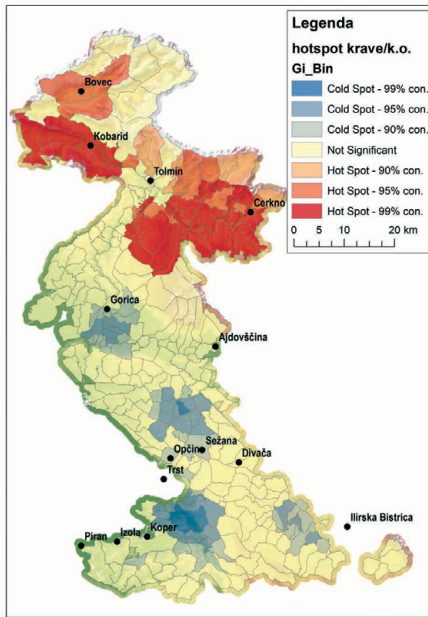 Legenda
hotspot krave/k.o.
Gi_Bin
Cold Spot - 99% con.
Cold Spot - 95% con.
Cold Spot - 90% con.
Not Significant
Hot Spot - 90% con.
Hot Spot - 95% con.
Hot Spot - 99% con.
0 10 20 km
Bovec
Kobarid
Tolmin
Cerkno
Gorica
Ajdovščina
Sežana
Opčine
Divača
Trst
Ilirska Bistrica
Koper
Izola
Piran